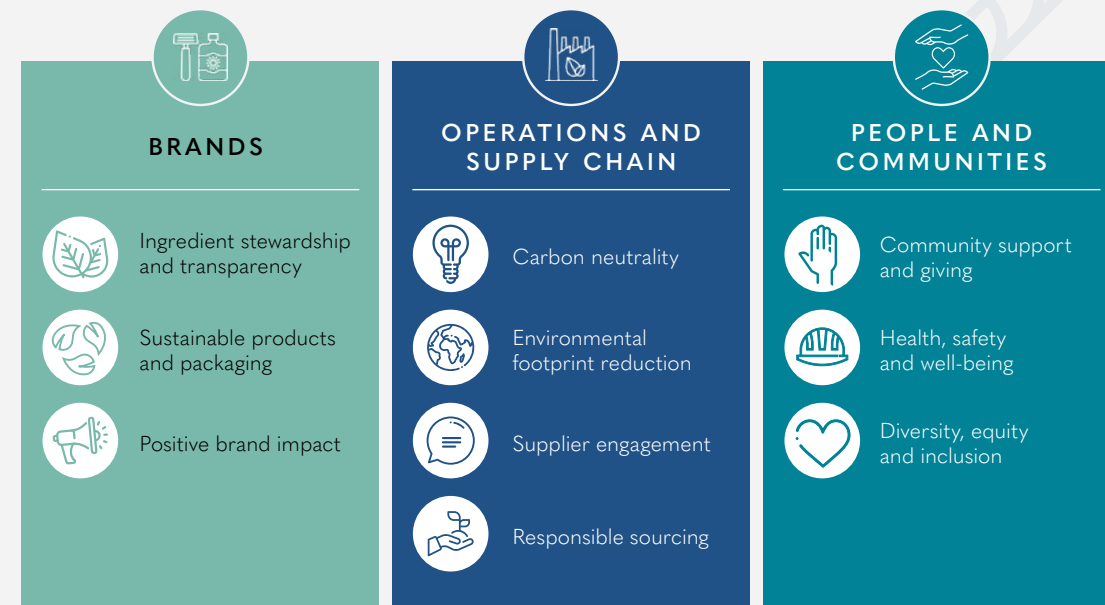 BRANDS
Ingredient stewardship
and transparency
Sustainable products
and packaging
Positive brand impact
OPERATIONS AND
SUPPLY CHAIN
Carbon neutrality
Environmental
footprint reduction
Supplier engagement
Responsible sourcing
PEOPLE AND
COMMUNITIES
Community support
and giving
Health, safety
and well-being
Diversity, equity
and inclusion